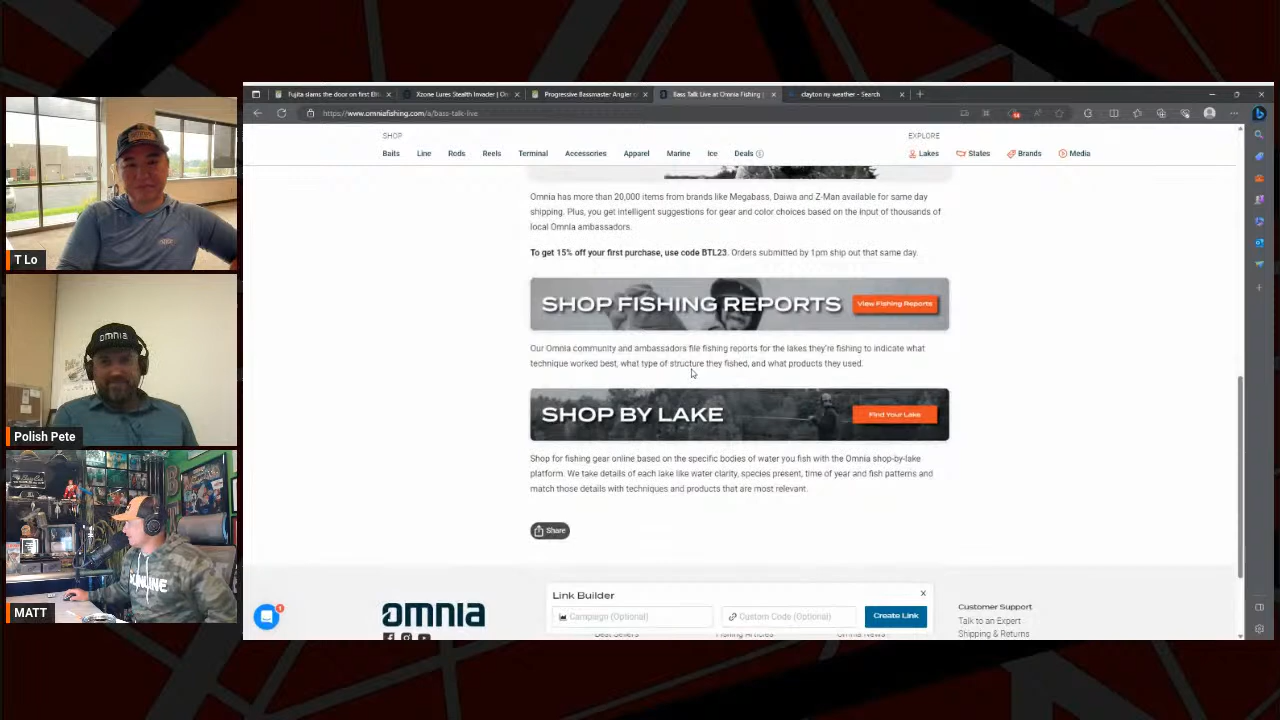 Fujita slams the door on first Elit
Xzone Lures Stealth Invader | Om
Progressive Bassmaster Angler o
Bass Talk Live at Omnia Fishing |
clayton ny weather - Search
https://www.omniafishing.com/a/bass-talk-live
SHOP
EXPLORE
Baits Line Rods Reels Terminal Accessories Apparel Marine Ice Deals
Lakes States Brands Media
Omnia has more than 20,000 items from brands like Megabass, Daiwa and Z-Man available for same day
shipping. Plus, you get intelligent suggestions for gear and color choices based on the input of thousands of
local Omnia ambassadors.
To get 15% off your first purchase, use code BTL23. Orders submitted by 1pm ship out that same day.
SHOP FISHING REPORTS
View Fishing Reports
Our Omnia community and ambassadors file fishing reports for the lakes they're fishing to indicate what
technique worked best, what type of structure they fished, and what products they used.
SHOP BY LAKE
Find Your Lake
Shop for fishing gear online based on the specific bodies of water you fish with the Omnia shop-by-lake
platform. We take details of each lake like water clarity, species present, time of year and fish patterns and
match those details with techniques and products that are most relevant.
Share
Link Builder
x
Campaign (Optional)
Custom Code (Optional)
Create Link
omnia
Best Sellers
Fishing Articles
Omnia News
Customer Support
Talk to an Expert
Shipping & Returns
T Lo
omnia
Polish Pete
MATT